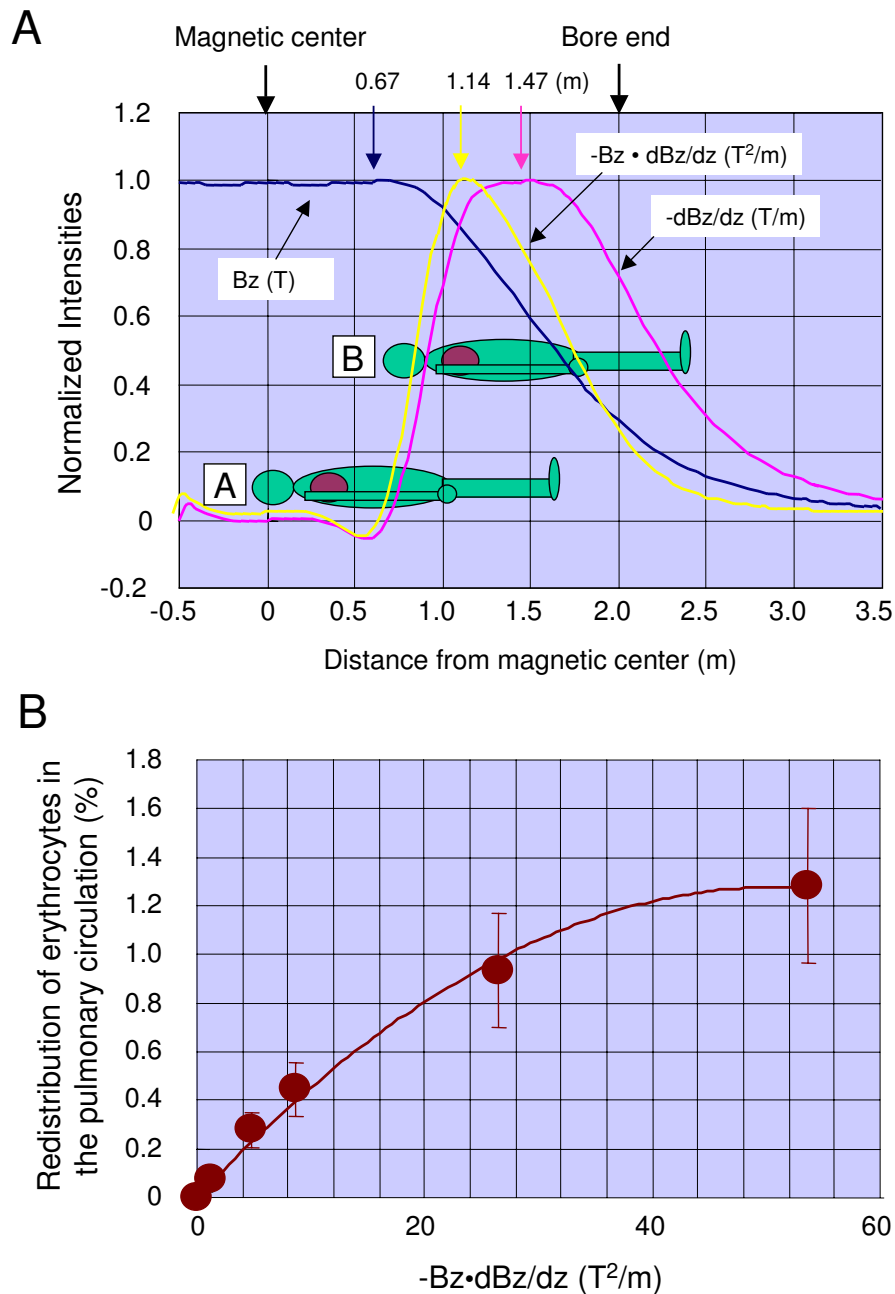 A
Magnetic center
Bore end
0.67
1.14
1.47 (m)
1.2
1.0
0.8
0.6
0.4
0.2
0
-0.2
Normalized Intensities
-Bz • dBz/dz (T²/m)
-dBz/dz (T/m)
Bz (T)
B
A
-0.5
0
0.5
1.0
1.5
2.0
2.5
3.0
3.5
Distance from magnetic center (m)
B
1.8
1.6
1.4
1.2
1.0
0.8
0.6
0.4
0.2
0
Redistribution of erythrocytes in
the pulmonary circulation (%)
0
20
40
60
-Bz•dBz/dz (T²/m)